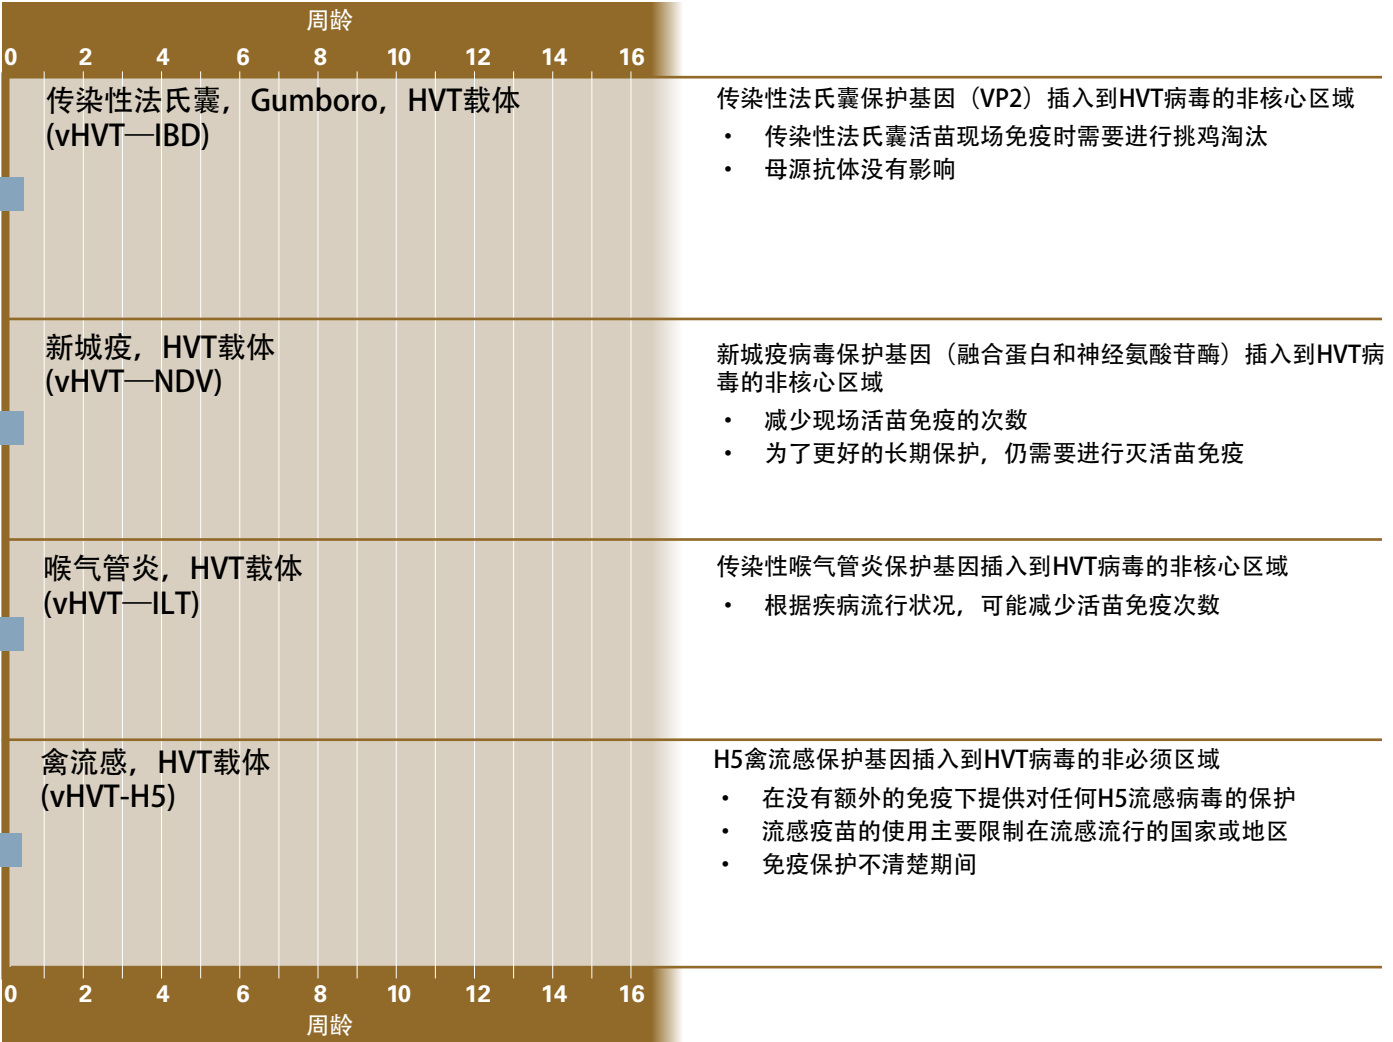 周龄
0 2 4 6 8 10 12 14 16
传染性法氏囊，Gumboro，HVT载体
(vHVT—IBD)
传染性法氏囊保护基因（VP2）插入到HVT病毒的非核心区域
• 传染性法氏囊活苗现场免疫时需要进行挑鸡淘汰
• 母源抗体没有影响
新城疫，HVT载体
(vHVT—NDV)
新城疫病毒保护基因（融合蛋白和神经氨酸苷酶）插入到HVT病
毒的非核心区域
• 减少现场活苗免疫的次数
• 为了更好的长期保护，仍需要进行灭活苗免疫
喉气管炎，HVT载体
(vHVT—ILT)
传染性喉气管炎保护基因插入到HVT病毒的非核心区域
• 根据疾病流行状况，可能减少活苗免疫次数
禽流感，HVT载体
(vHVT-H5)
H5禽流感保护基因插入到HVT病毒的非必须区域
• 在没有额外的免疫下提供对任何H5流感病毒的保护
• 流感疫苗的使用主要限制在流感流行的国家或地区
• 免疫保护不清楚期间
0 2 4 6 8 10 12 14 16
周龄